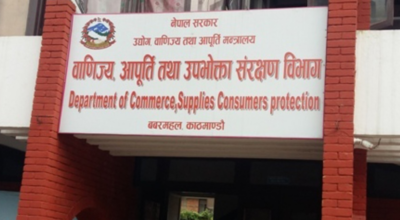 नेपाल सरकार
उद्योग, वाणिज्य तथा आपूर्ति मन्त्रालय
वाणिज्य, आपूर्ति तथा उपभोक्ता संरक्षण विभाग
Department of Commerce,Supplies Consumers protection
बबरमहल, काठमाण्डौ